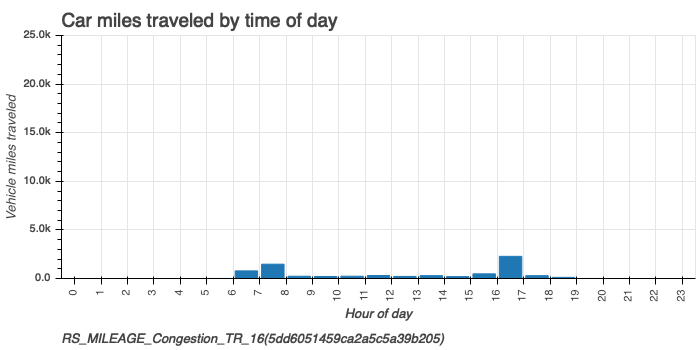 Car miles traveled by time of day
25.0k
20.0k
15.0k
10.0k
5.0k
0.0
Vehicle miles traveled
0 1 2 3 4 5 6 7 8 9 10 11 12 13 14 15 16 17 18 19 20 21 22 23
Hour of day
RS_MILEAGE_Congestion_TR_16(5dd6051459ca2a5c5a39b205)